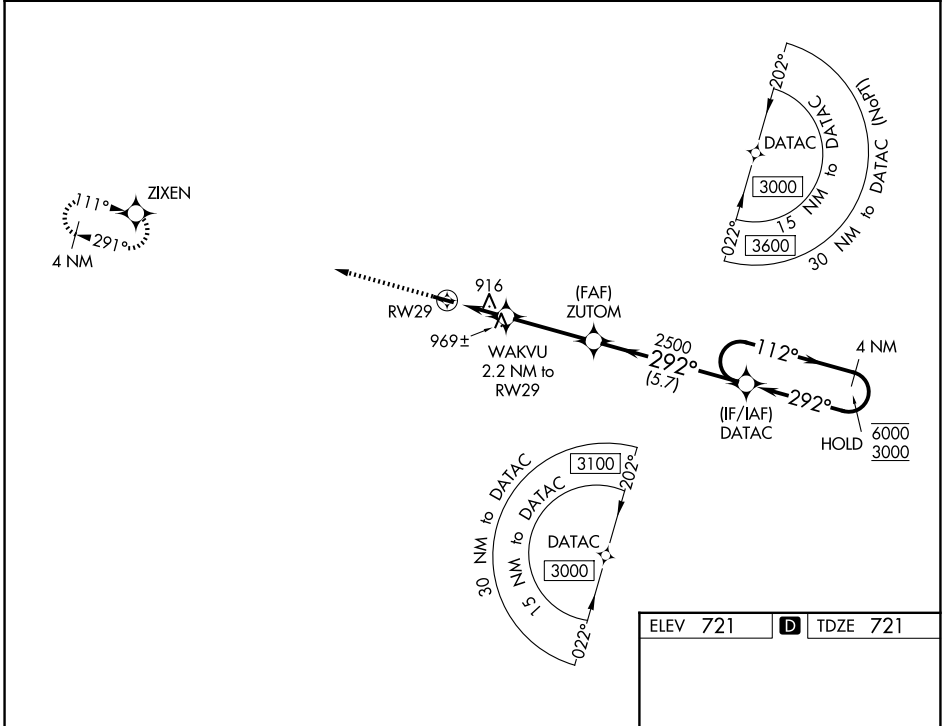 202°
DATAC
3000
15 NM to DATAC
3600
30 NM to DATAC (NoPT)
022°
ZIXEN
111°
291°
4 NM
RW29
916
969±
WAKVU
2.2 NM to
RW29
(FAF)
ZUTOM
2500
292°
(5.7)
112°
4 NM
292°
(IF/IAF)
DATAC
HOLD
6000
3000
30 NM to DATAC
3100
202°
15 NM to DATAC
DATAC
3000
022°
ELEV 721 D TDZE 721